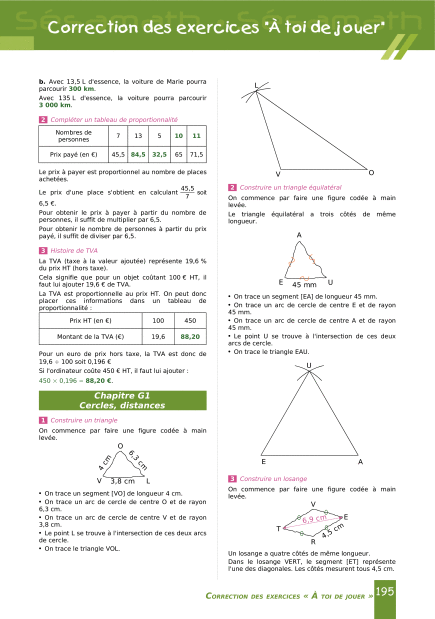 Correction des exercices "À toi de jouer"
b. Avec 13,5 L d'essence, la voiture de Marie pourra
parcourir 300 km.
Avec 135 L d'essence, la voiture pourra parcourir
3 000 km.
2 Compléter un tableau de proportionnalité
Nombres de personnes 7 13 5 10 11
Prix payé (en €) 45,5 84,5 32,5 65 71,5
Le prix à payer est proportionnel au nombre de places
achetées.
Le prix d'une place s'obtient en calculant 45,5/7 soit
6,5 €.
Pour obtenir le prix à payer à partir du nombre de
personnes, il suffit de multiplier par 6,5.
Pour obtenir le nombre de personnes à partir du prix
payé, il suffit de diviser par 6,5.
3 Histoire de TVA
La TVA (taxe à la valeur ajoutée) représente 19,6 %
du prix HT (hors taxe).
Cela signifie que pour un objet coûtant 100 € HT, il
faut lui ajouter 19,6 € de TVA.
La TVA est proportionnelle au prix HT. On peut donc
placer ces informations dans un tableau de
proportionnalité :
Prix HT (en €) 100 450
Montant de la TVA (€) 19,6 88,20
Pour un euro de prix hors taxe, la TVA est donc de
19,6 ÷ 100 soit 0,196 €
Si l'ordinateur coûte 450 € HT, il faut lui ajouter :
450 × 0,196 = 88,20 €.
Chapitre G1
Cercles, distances
1 Construire un triangle
On commence par faire une figure codée à main
levée.
O
4 cm 6,3 cm
V 3,8 cm L
• On trace un segment [VO] de longueur 4 cm.
• On trace un arc de cercle de centre O et de rayon
6,3 cm.
• On trace un arc de cercle de centre V et de rayon
3,8 cm.
• Le point L se trouve à l'intersection de ces deux arcs
de cercle.
• On trace le triangle VOL.
L
V O
2 Construire un triangle équilatéral
On commence par faire une figure codée à main
levée.
Le triangle équilatéral a trois côtés de même
longueur.
A
E 45 mm U
• On trace un segment [EA] de longueur 45 mm.
• On trace un arc de cercle de centre E et de rayon
45 mm.
• On trace un arc de cercle de centre A et de rayon
45 mm.
• Le point U se trouve à l'intersection de ces deux
arcs de cercle.
• On trace le triangle EAU.
U
E A
3 Construire un losange
On commence par faire une figure codée à main
levée.
V
6,9 cm E
T
4,5 cm
R
Un losange a quatre côtés de même longueur.
Dans le losange VERT, le segment [ET] représente
l'une des diagonales. Les côtés mesurent tous 4,5 cm.
CORRECTION DES EXERCICES « À TOI DE JOUER » 195